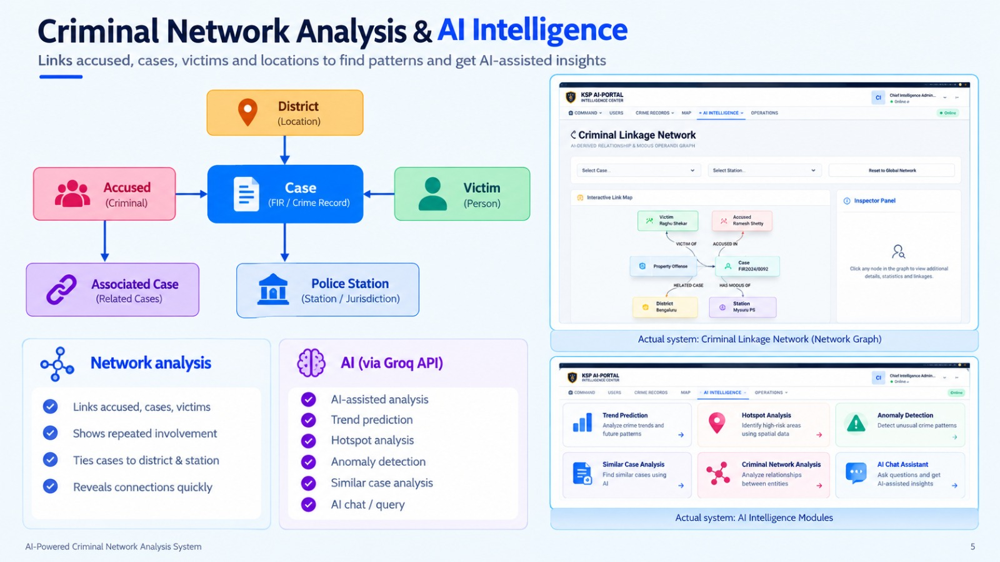 Criminal Network Analysis & AI Intelligence
Links accused, cases, victims and locations to find patterns and get AI-assisted insights
District
(Location)
Accused
(Criminal)
Case
(FIR / Crime Record)
Victim
(Person)
Associated Case
(Related Cases)
Police Station
(Station / Jurisdiction)
Network analysis
Links accused, cases, victims
Shows repeated involvement
Ties cases to district & station
Reveals connections quickly
AI (via Groq API)
AI-assisted analysis
Trend prediction
Hotspot analysis
Anomaly detection
Similar case analysis
AI chat / query
KSP AI-PORTAL
INTELLIGENCE CENTER
CI
Chief Intelligence Admin...
Online
COMMAND
USERS
CRIME RECORDS
MAP
AI INTELLIGENCE
OPERATIONS
Online
Criminal Linkage Network
AI-DERIVED RELATIONSHIP & MODUS OPERANDI GRAPH
Select Case...
Select Station...
Reset to Global Network
Interactive Link Map
Victim
Raghu Shekar
Accused
Ramesh Shetty
VICTIM OF
ACCUSED IN
Property Offense
Case
FIR2024/0092
HELATED CASE
HAS MODUS OF
District
Bengaluru
Station
Mysuru PS
Inspector Panel
Click any node in the graph to view additional
details, statistics and linkages.
Actual system: Criminal Linkage Network (Network Graph)
KSP AI-PORTAL
INTELLIGENCE CENTER
CI
Chief Intelligence Admin...
Online
COMMAND
USERS
CRIME RECORDS
MAP
AI INTELLIGENCE
OPERATIONS
Online
Trend Prediction
Analyze crime trends and
future patterns
Hotspot Analysis
Identify high-risk areas
using spatial data
Anomaly Detection
Detect unusual crime patterns
Similar Case Analysis
Find similar cases using
AI
Criminal Network Analysis
Analyze relationships
between entities
AI Chat Assistant
Ask questions and get
AI-assisted insights
Actual system: AI Intelligence Modules
AI-Powered Criminal Network Analysis System
5